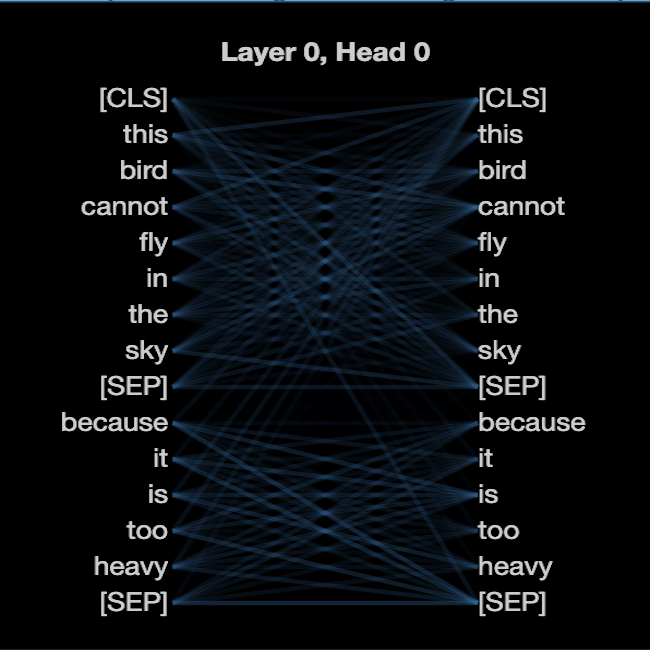 Layer 0, Head 0
[CLS] [CLS]
this this
bird bird
cannot cannot
fly fly
in in
the the
sky sky
[SEP] [SEP]
because because
it it
is is
too too
heavy heavy
[SEP] [SEP]